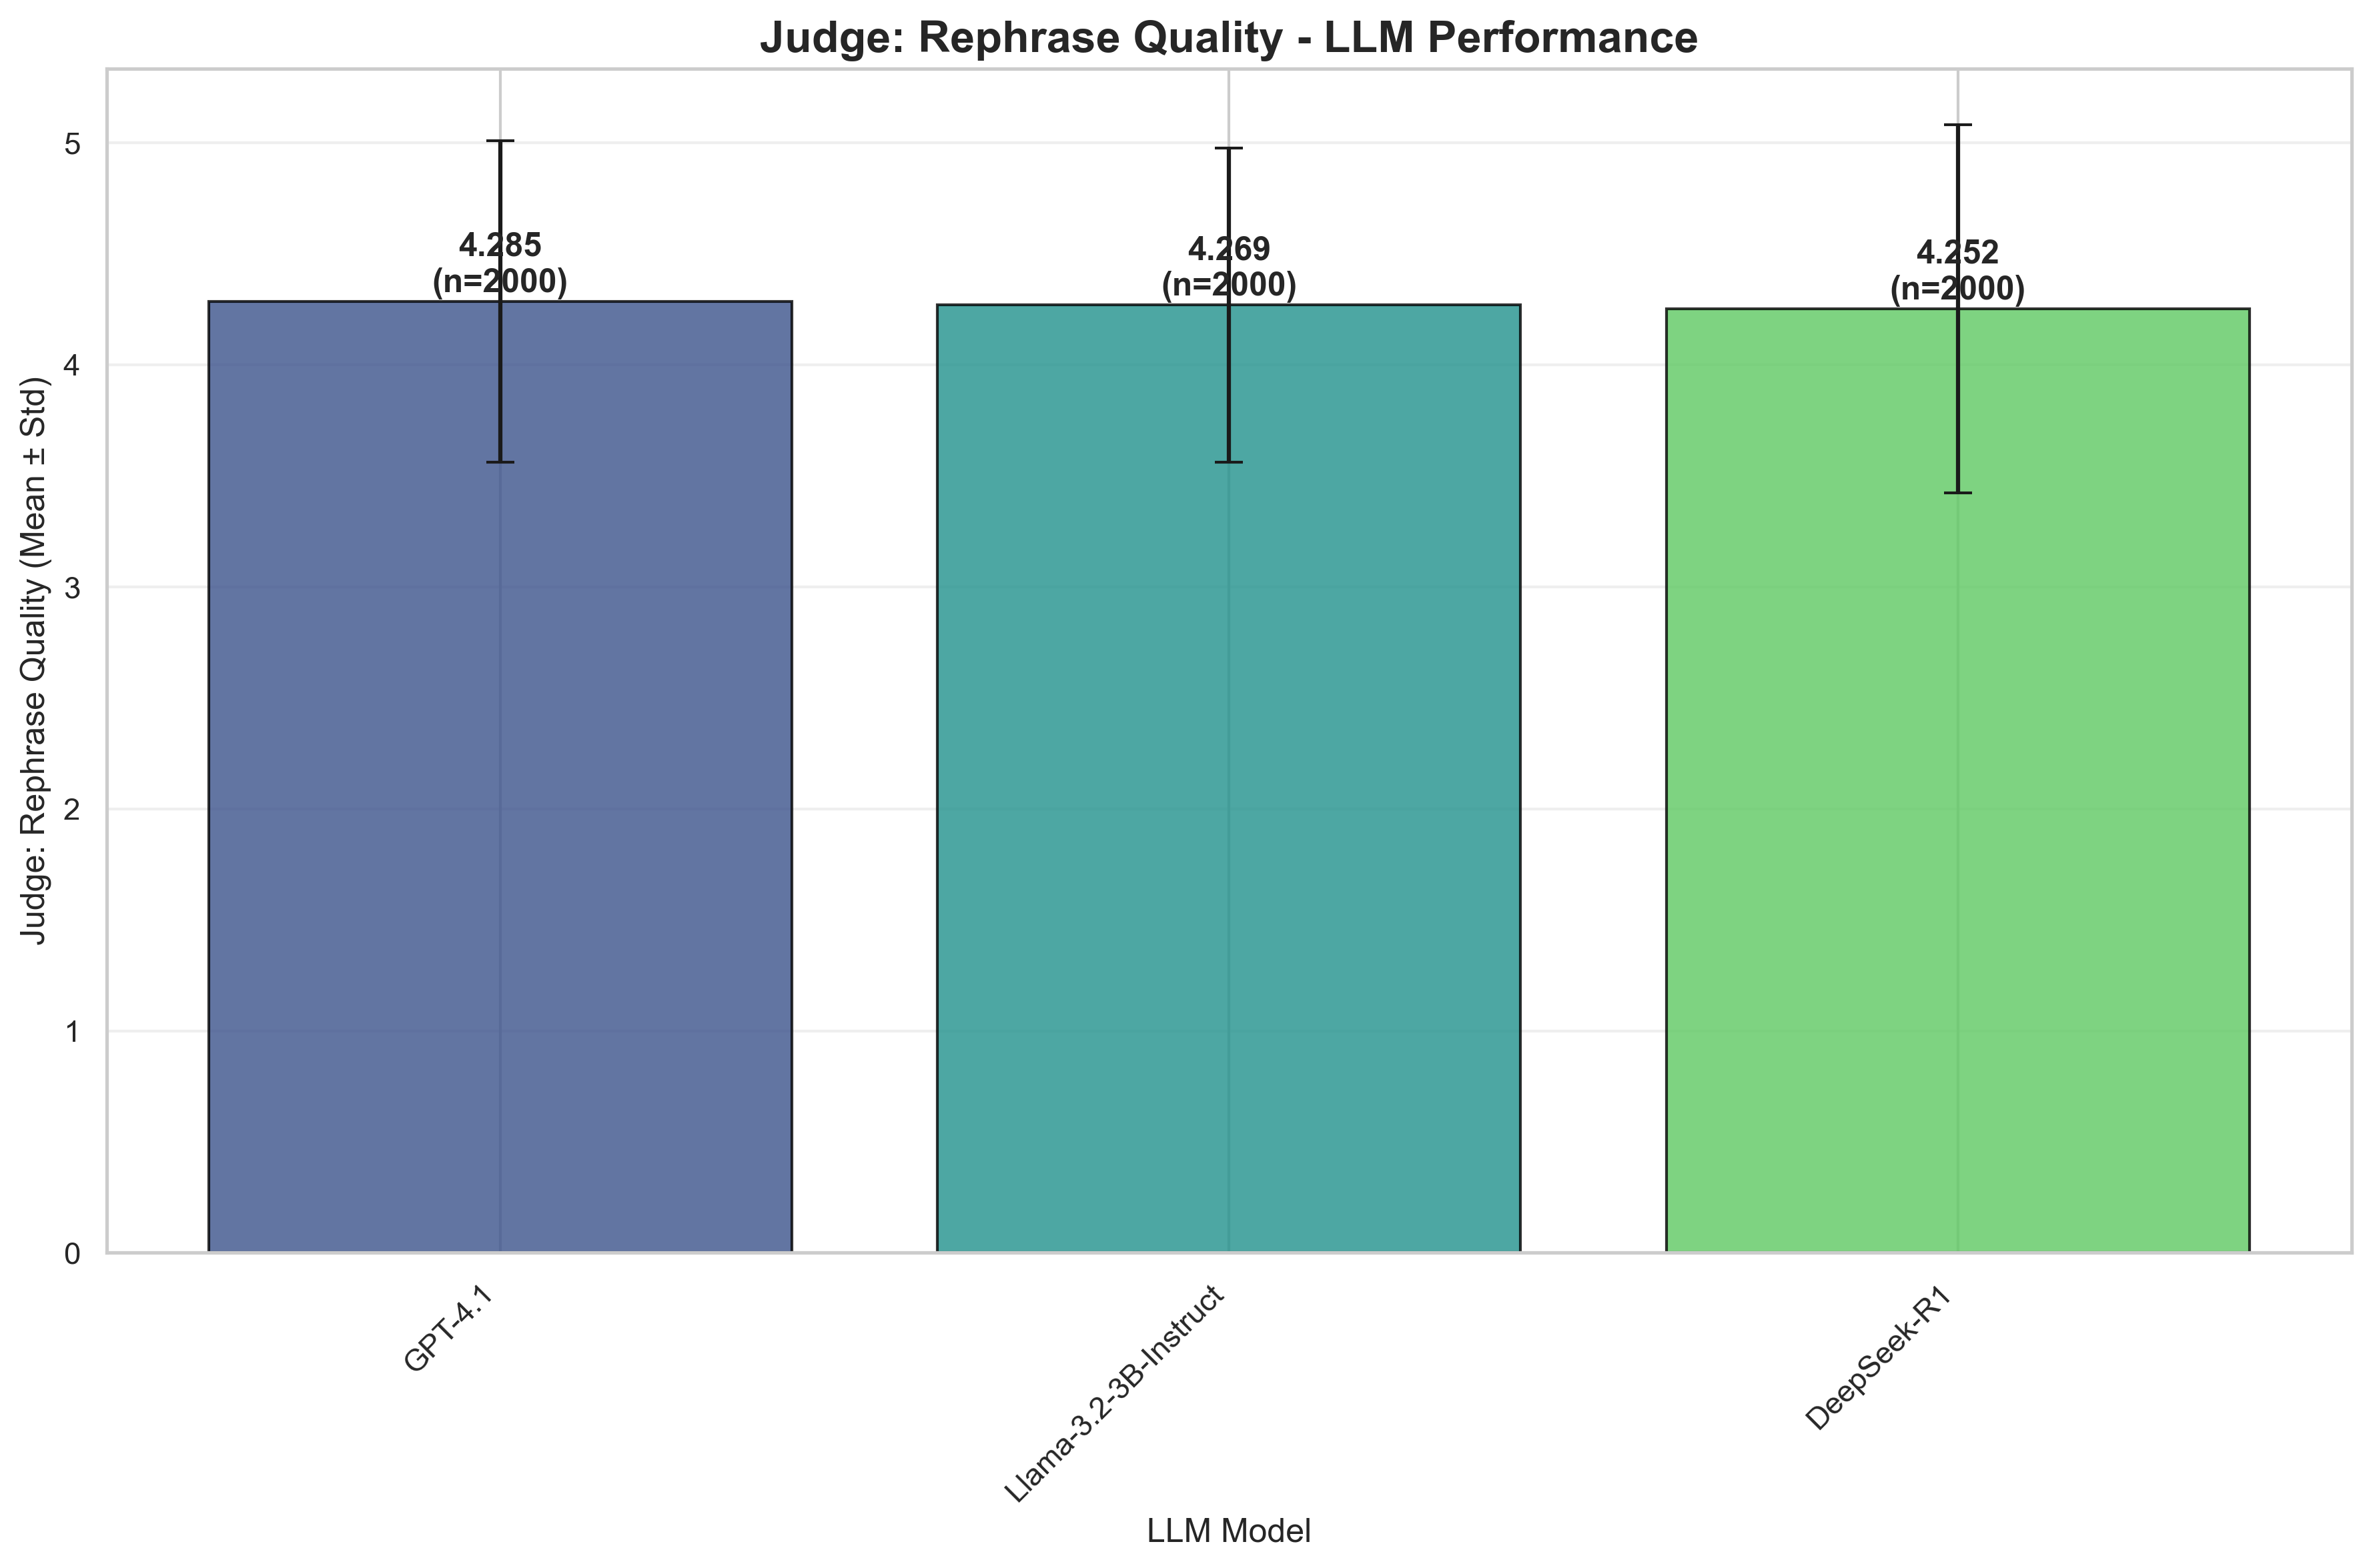 Judge: Rephrase Quality - LLM Performance
Judge: Rephrase Quality (Mean ± Std)
5
4
3
2
1
0
4.285
(n=2000)
4.269
(n=2000)
4.252
(n=2000)
GPT-4.1
Llama-3.2-3B-Instruct
DeepSeek-R1
LLM Model